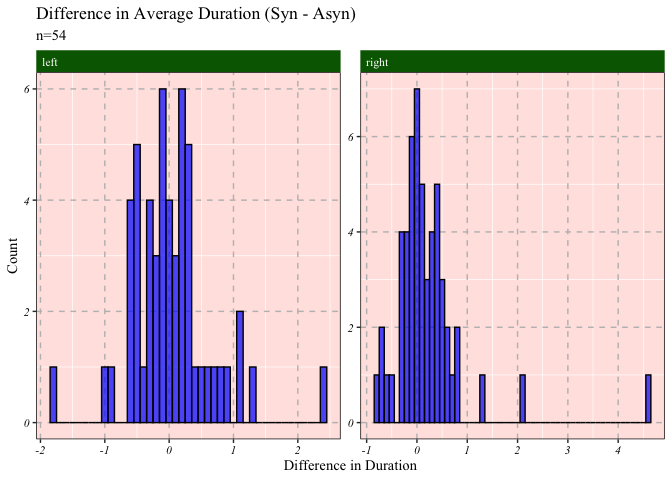 Difference in Average Duration (Syn - Asyn)
n=54
left
right
Count
6
4
2
0
-2 -1 0 1 2
6
4
2
0
-1 0 1 2 3 4
Difference in Duration